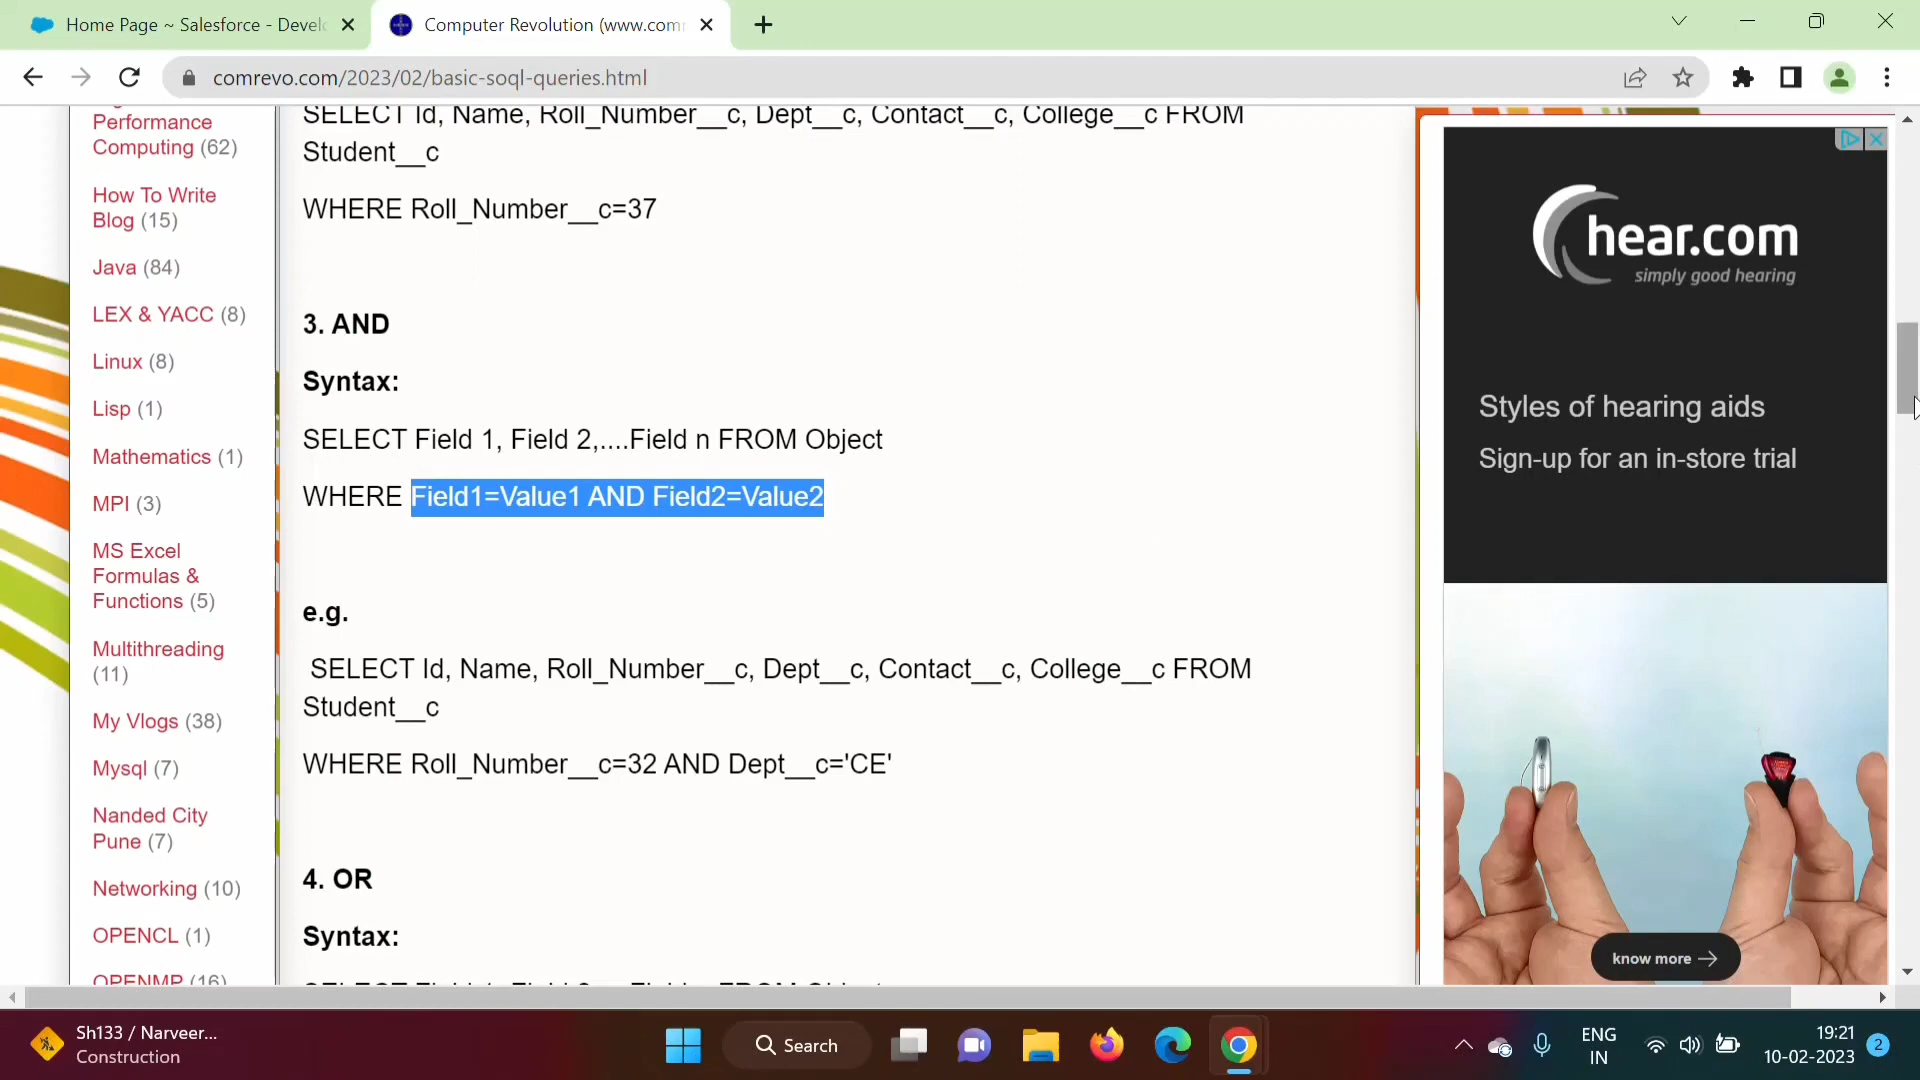 Home Page ~ Salesforce - Devel
Computer Revolution (www.com
comrevo.com/2023/02/basic-soql-queries.html
Performance
Computing (62)
How To Write
Blog (15)
Java (84)
LEX & YACC (8)
Linux (8)
Lisp (1)
Mathematics (1)
MPI (3)
MS Excel
Formulas &
Functions (5)
Multithreading
(11)
My Vlogs (38)
Mysql (7)
Nanded City
Pune (7)
Networking (10)
OPENCL (1)
OPENMP (16)
SELECT Id, Name, Roll_Number__c, Dept__c, Contact__c, College__c FROM
Student__c
WHERE Roll_Number__c=37
3. AND
Syntax:
SELECT Field 1, Field 2,....Field n FROM Object
WHERE Field1=Value1 AND Field2=Value2
e.g.
SELECT Id, Name, Roll_Number__c, Dept__c, Contact__c, College__c FROM
Student__c
WHERE Roll_Number__c=32 AND Dept__c='CE'
4. OR
Syntax:
hear.com
simply good hearing
Styles of hearing aids
Sign-up for an in-store trial
know more →
Sh133 / Narveer...
Construction
Search
ENG
IN
19:21
10-02-2023
2